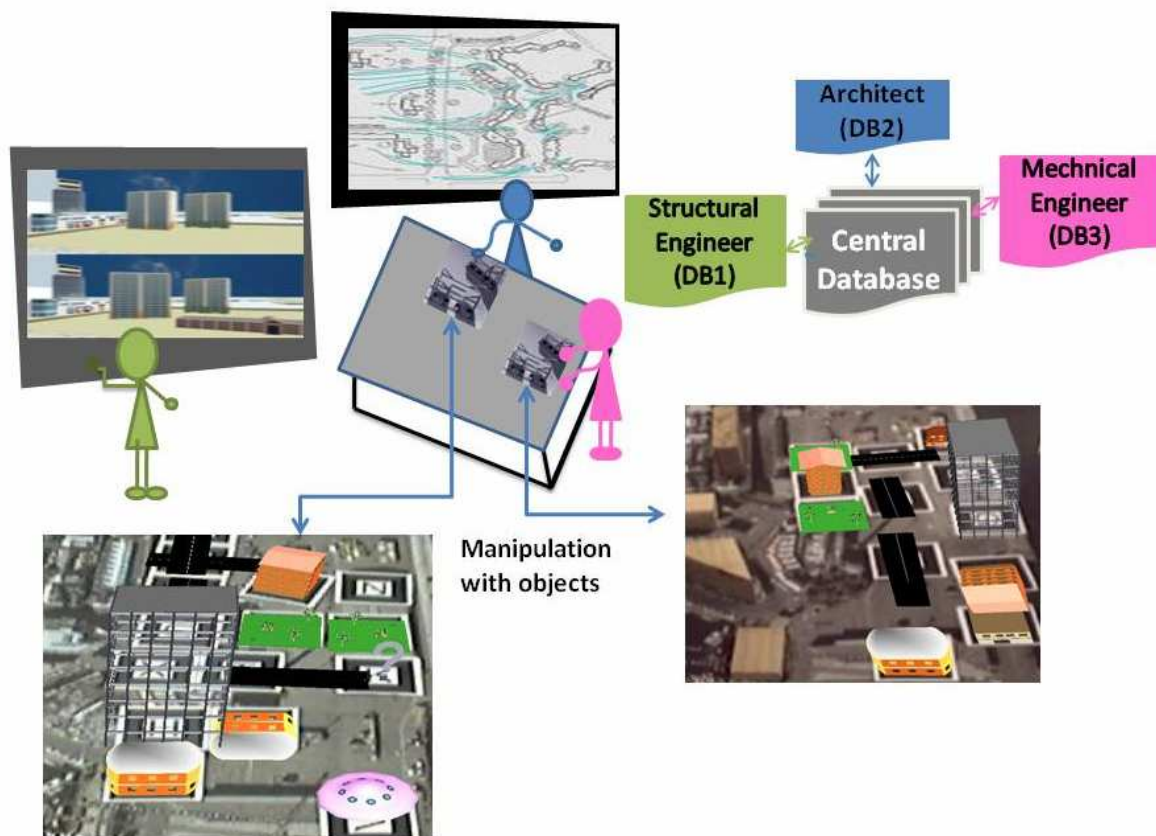 Architect
(DB2)
Structural
Engineer
(DB1)
Central
Database
Mechnical
Engineer
(DB3)
Manipulation
with objects
?